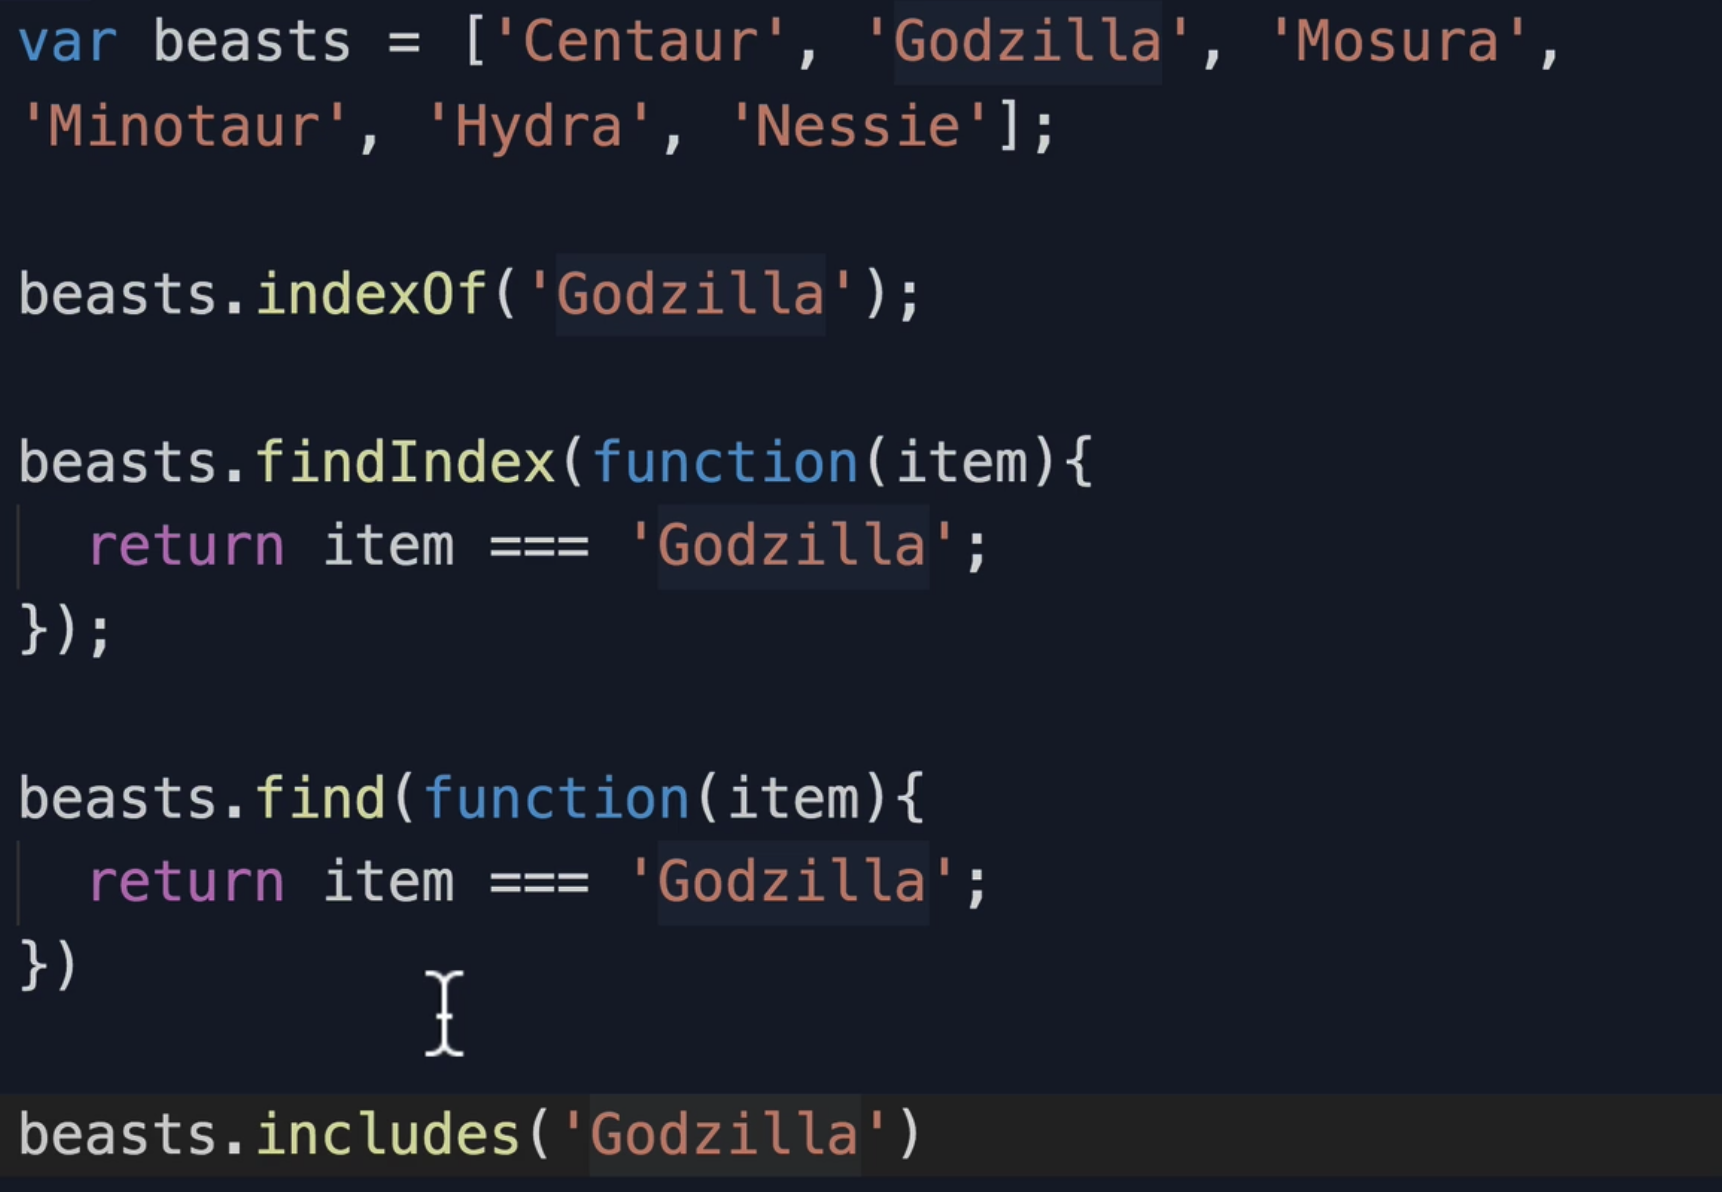 var beasts = ['Centaur', 'Godzilla', 'Mosura',
'Minotaur', 'Hydra', 'Nessie'];
beasts.indexOf('Godzilla');
beasts.findIndex(function(item){
  return item === 'Godzilla';
});
beasts.find(function(item){
  return item === 'Godzilla';
})
beasts.includes('Godzilla')